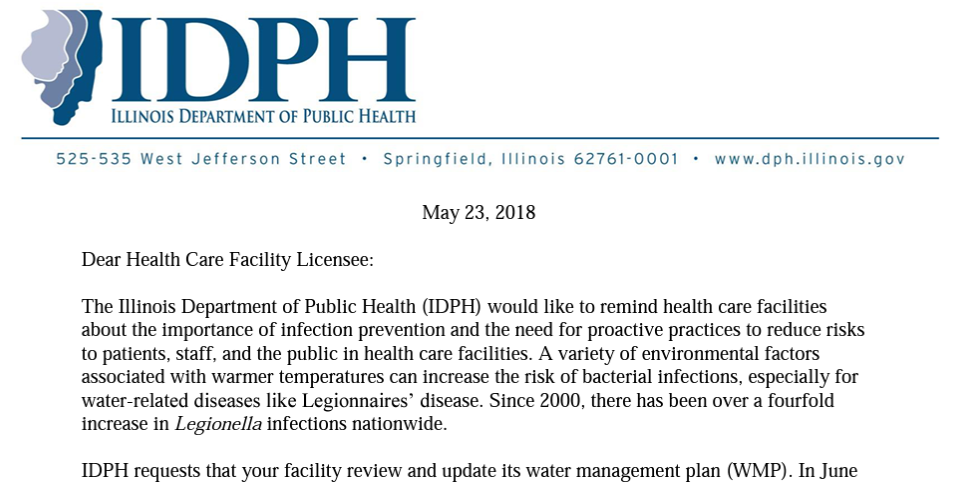 IDPH
ILLINOIS DEPARTMENT OF PUBLIC HEALTH
525-535 West Jefferson Street • Springfield, Illinois 62761-0001 • www.dph.illinois.gov
May 23, 2018
Dear Health Care Facility Licensee:
The Illinois Department of Public Health (IDPH) would like to remind health care facilities
about the importance of infection prevention and the need for proactive practices to reduce risks
to patients, staff, and the public in health care facilities. A variety of environmental factors
associated with warmer temperatures can increase the risk of bacterial infections, especially for
water-related diseases like Legionnaires’ disease. Since 2000, there has been over a fourfold
increase in Legionella infections nationwide.
IDPH requests that your facility review and update its water management plan (WMP). In June